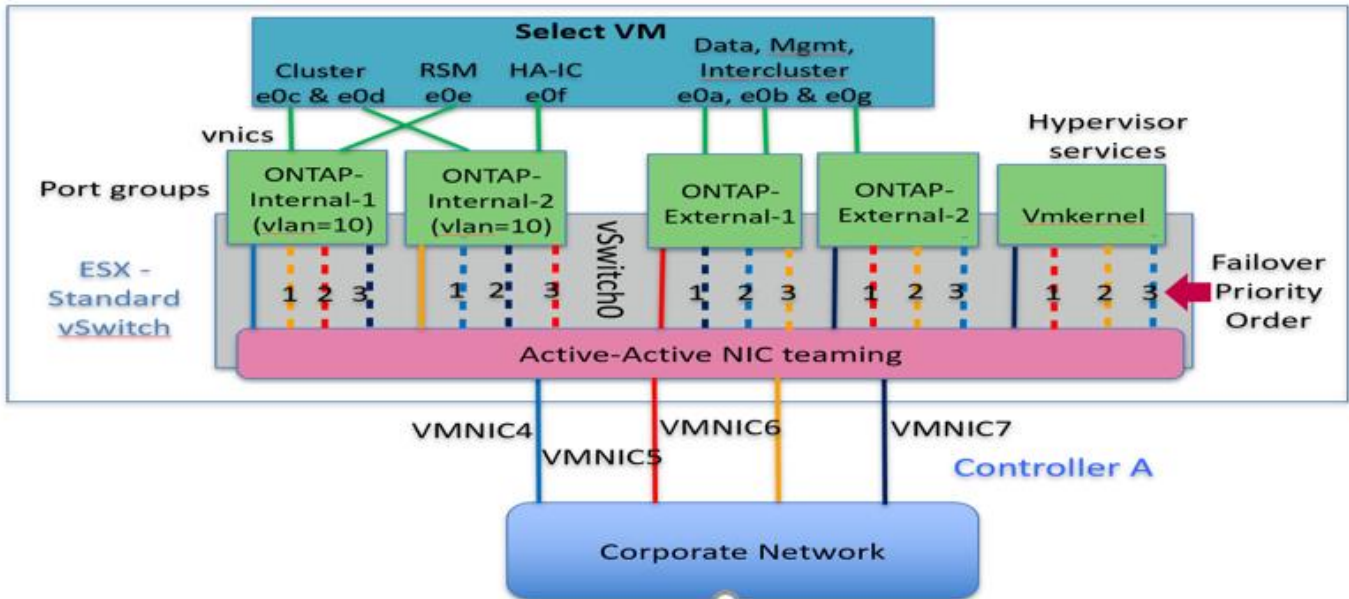 Select VM
Cluster
e0c & e0d
RSM
e0e
HA-IC
e0f
Data, Mgmt,
Intercluster
e0a, e0b & e0g
vnics
Hypervisor
services
Port groups
ONTAP-
Internal-1
(vlan=10)
ONTAP-
Internal-2
(vlan=10)
ONTAP-
External-1
ONTAP-
External-2
Vmkernel
ESX -
Standard
vSwitch
vSwitch0
1 2 3
1 2 3
1 2 3
1 2 3
1 2 3
Failover
Priority
Order
Active-Active NIC teaming
VMNIC4
VMNIC5
VMNIC6
VMNIC7
Controller A
Corporate Network